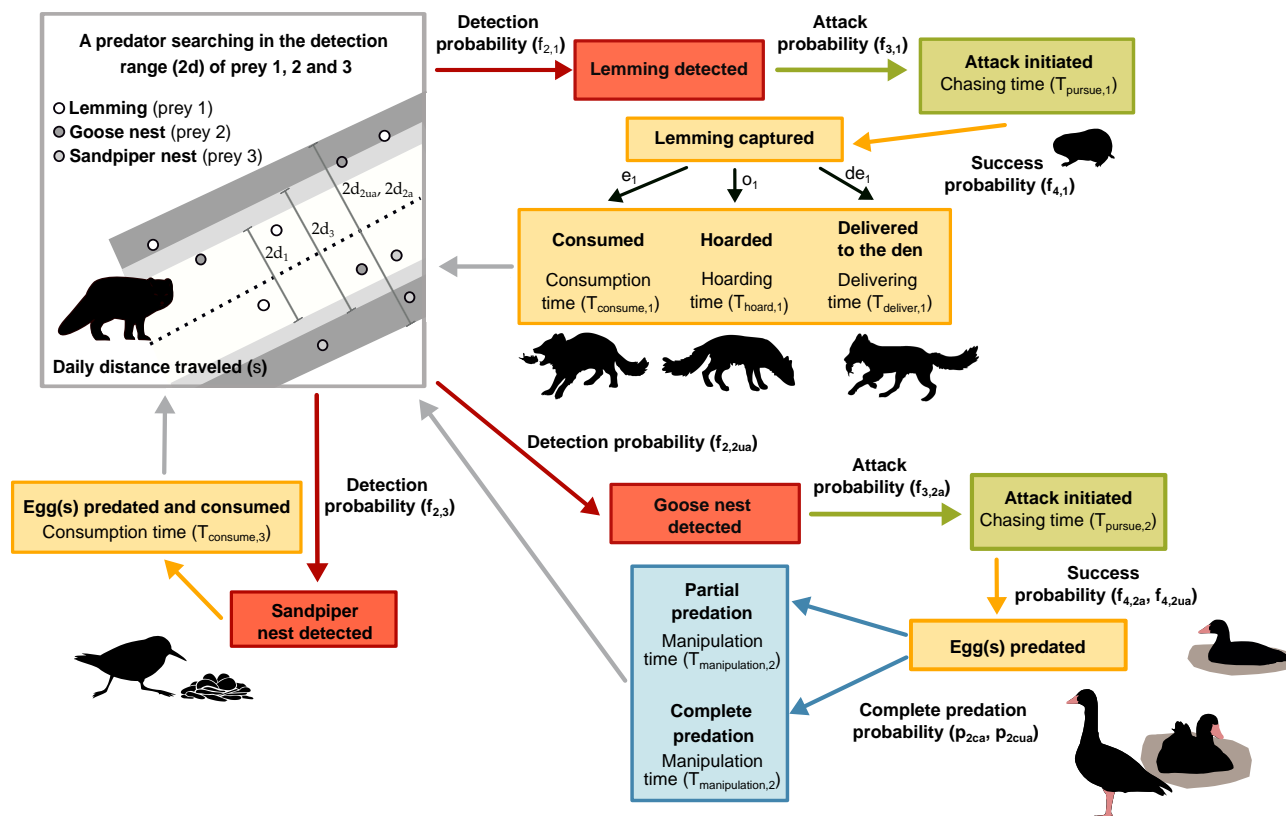 A predator searching in the detection
range (2d) of prey 1, 2 and 3
Lemming (prey 1)
Goose nest (prey 2)
Sandpiper nest (prey 3)
2d₁
2d₃
2d₂ᵤₐ, 2d₂ₐ
Daily distance traveled (s)
Detection
probability (f₂,₁)
Lemming detected
Attack
probability (f₃,₁)
Attack initiated
Chasing time (Tpursue,1)
Success
probability (f₄,₁)
Lemming captured
e₁
o₁
de₁
Consumed
Consumption
time (Tconsume,1)
Hoarded
Hoarding
time (Thoard,1)
Delivered
to the den
Delivering
time (Tdeliver,1)
Detection probability (f2,2ua)
Goose nest
detected
Attack
probability (f3,2a)
Attack initiated
Chasing time (Tpursue,2)
Success
probability (f4,2a, f4,2ua)
Egg(s) predated
Complete predation
probability (p2ca, p2cua)
Partial
predation
Manipulation
time (Tmanipulation,2)
Complete
predation
Manipulation
time (Tmanipulation,2)
Detection
probability (f₂,₃)
Sandpiper
nest detected
Egg(s) predated and consumed
Consumption time (Tconsume,3)